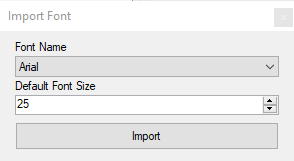 Import Font
Font Name
Arial
Default Font Size
25
Import